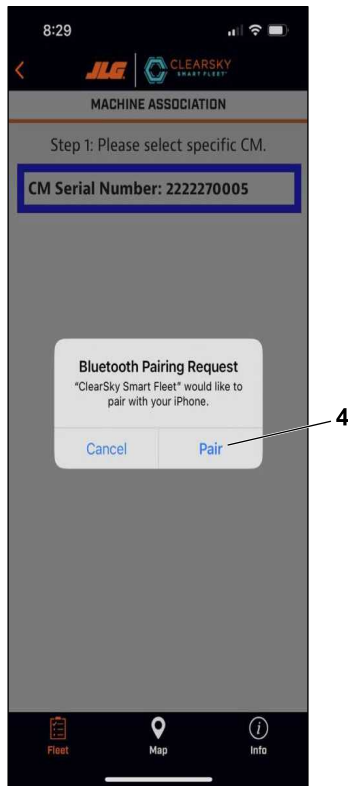 8:29
JLG CLEARSKY
SMART FLEET
MACHINE ASSOCIATION
Step 1: Please select specific CM.
CM Serial Number: 2222270005
Bluetooth Pairing Request
"ClearSky Smart Fleet" would like to
pair with your iPhone.
Cancel Pair
4
Fleet Map Info